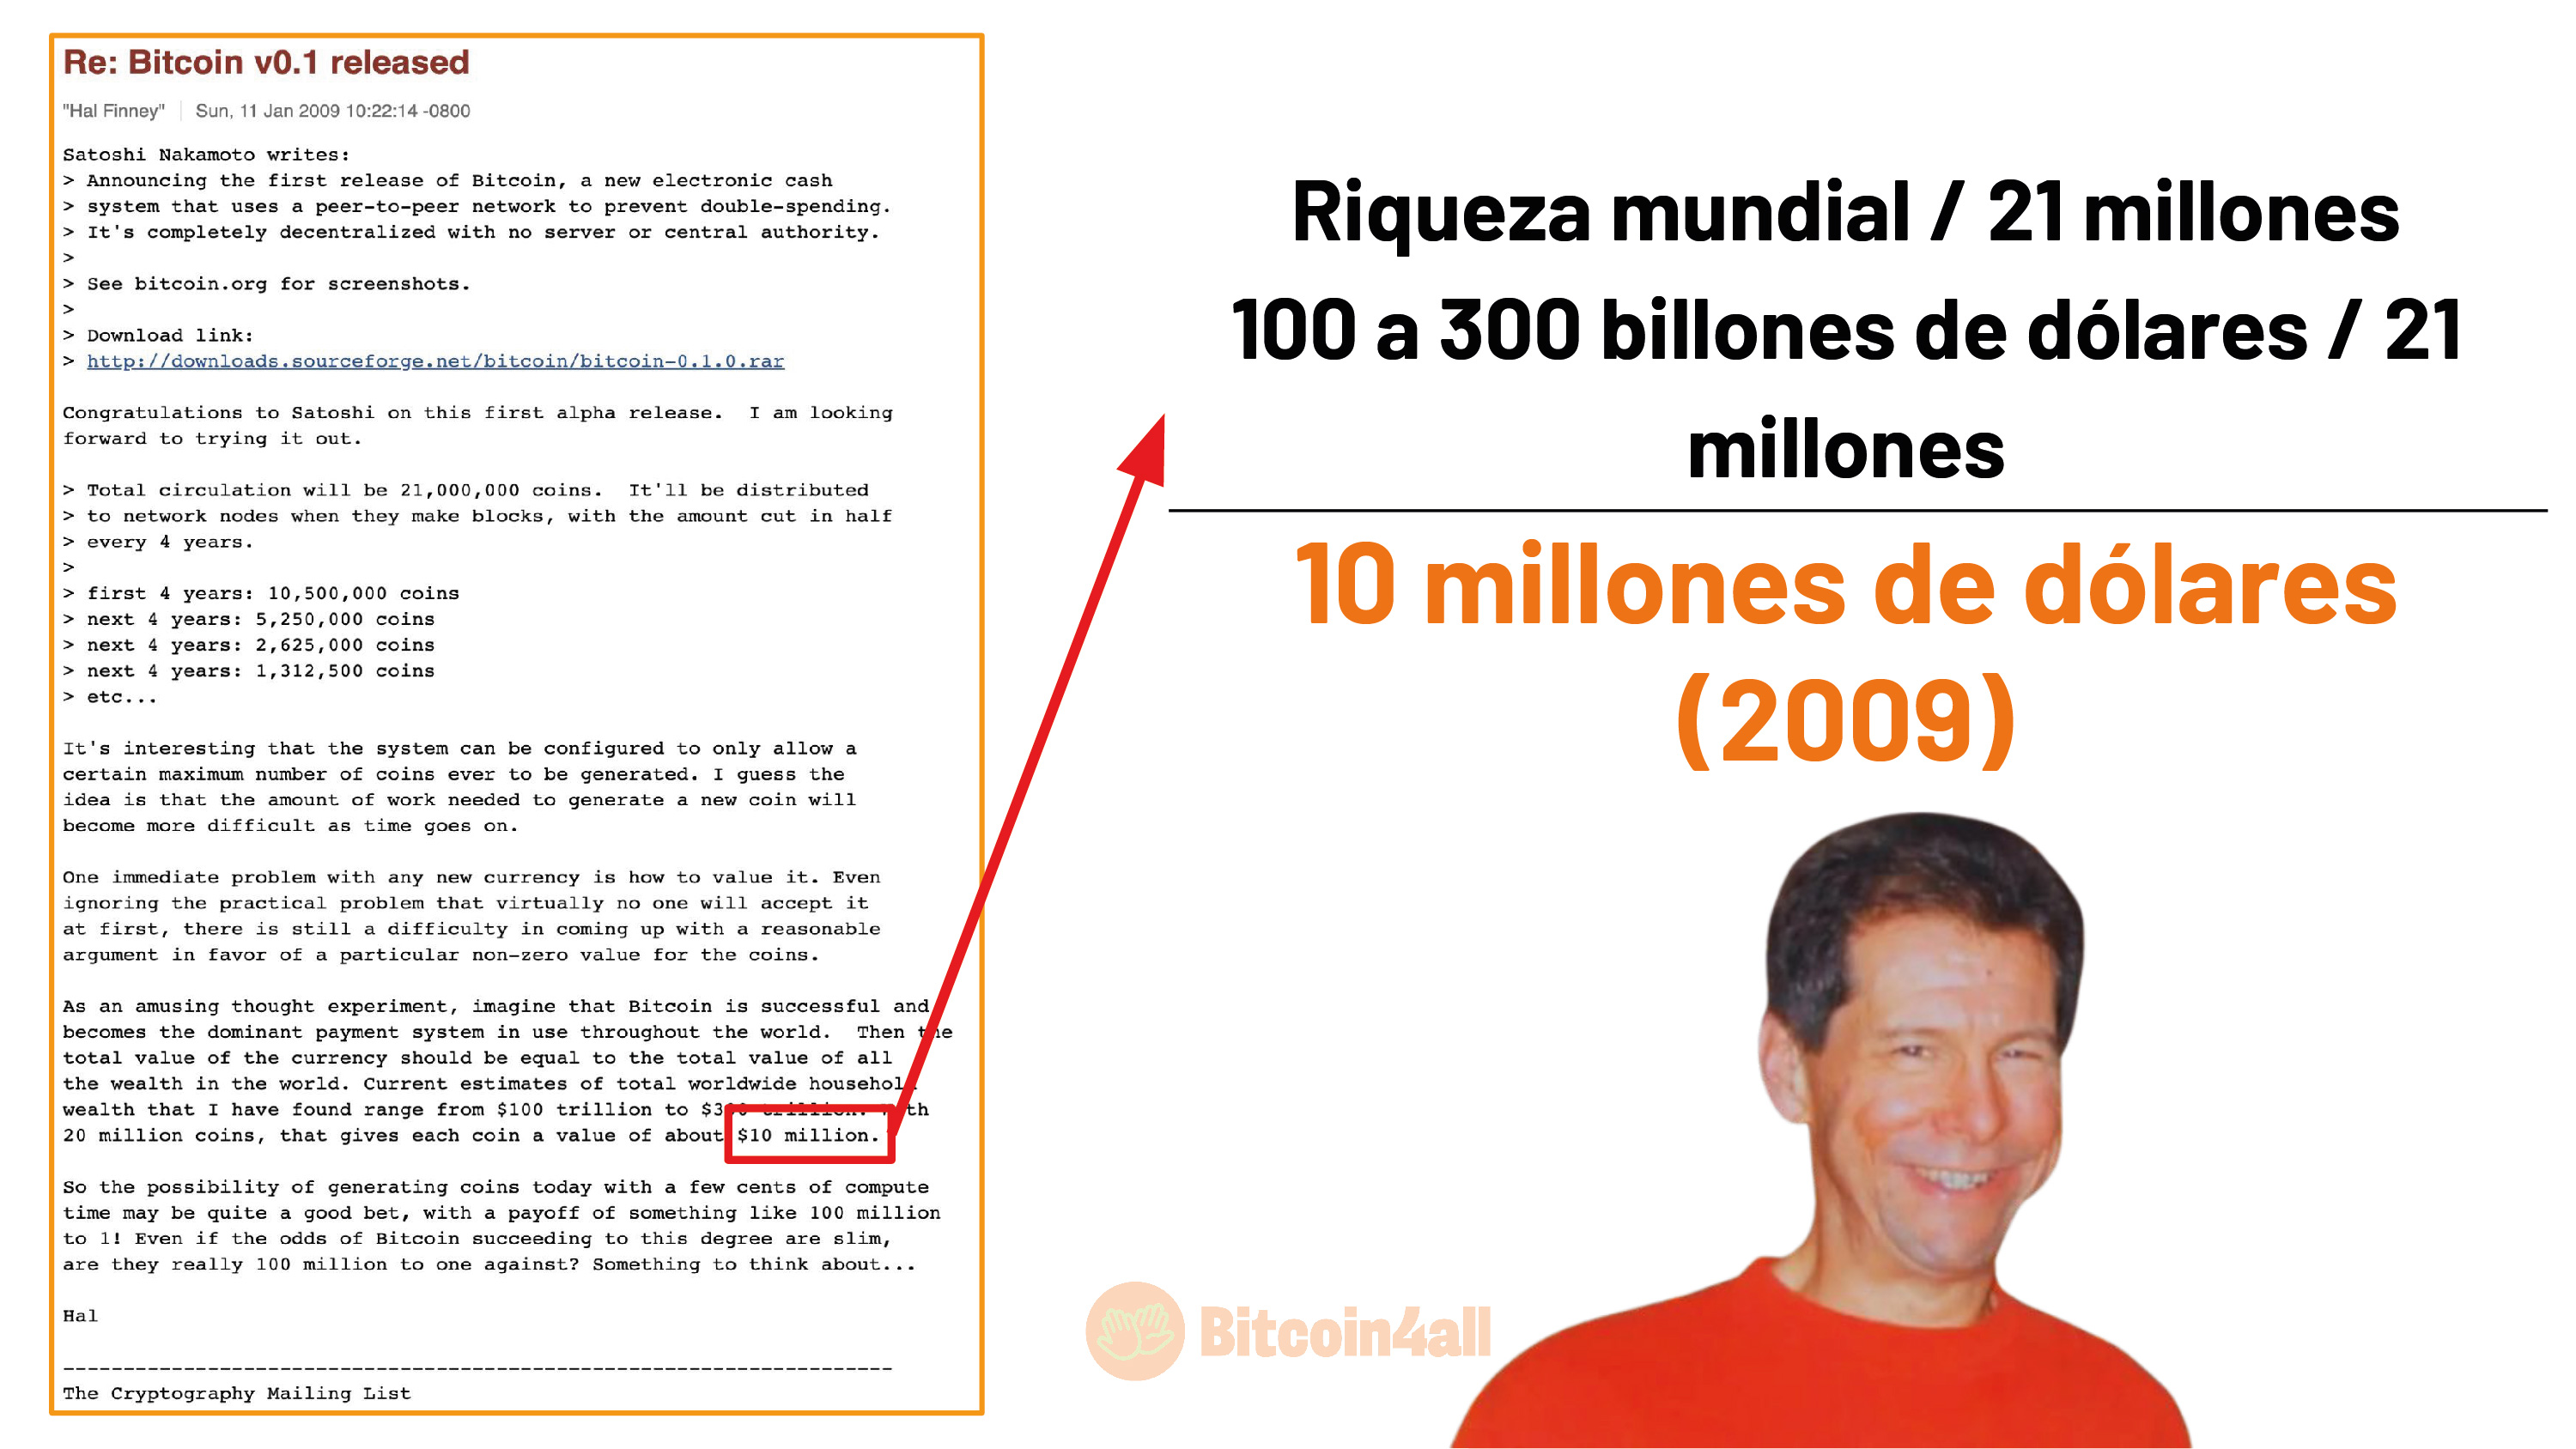 Re: Bitcoin v0.1 released
"Hal Finney" Sun, 11 Jan 2009 10:22:14 -0800
Satoshi Nakamoto writes:
> Announcing the first release of Bitcoin, a new electronic cash
> system that uses a peer-to-peer network to prevent double-spending.
> It's completely decentralized with no server or central authority.
>
> See bitcoin.org for screenshots.
>
> Download link:
> http://downloads.sourceforge.net/bitcoin/bitcoin-0.1.0.rar
Congratulations to Satoshi on this first alpha release.  I am looking
forward to trying it out.
> Total circulation will be 21,000,000 coins.  It'll be distributed
> to network nodes when they make blocks, with the amount cut in half
> every 4 years.
>
> first 4 years: 10,500,000 coins
> next 4 years: 5,250,000 coins
> next 4 years: 2,625,000 coins
> next 4 years: 1,312,500 coins
> etc...
It's interesting that the system can be configured to only allow a
certain maximum number of coins ever to be generated. I guess the
idea is that the amount of work needed to generate a new coin will
become more difficult as time goes on.
One immediate problem with any new currency is how to value it. Even
ignoring the practical problem that virtually no one will accept it
at first, there is still a difficulty in coming up with a reasonable
argument in favor of a particular non-zero value for the coins.
As an amusing thought experiment, imagine that Bitcoin is successful and
becomes the dominant payment system in use throughout the world.  Then the
total value of the currency should be equal to the total value of all
the wealth in the world. Current estimates of total worldwide household
wealth that I have found range from $100 trillion to $300 trillion. With
20 million coins, that gives each coin a value of about $10 million.
So the possibility of generating coins today with a few cents of compute
time may be quite a good bet, with a payoff of something like 100 million
to 1! Even if the odds of Bitcoin succeeding to this degree are slim,
are they really 100 million to one against? Something to think about...
Hal
---------------------------------------------------------------------
The Cryptography Mailing List
Riqueza mundial / 21 millones
100 a 300 billones de dólares / 21
millones
10 millones de dólares
(2009)
Bitcoin4all